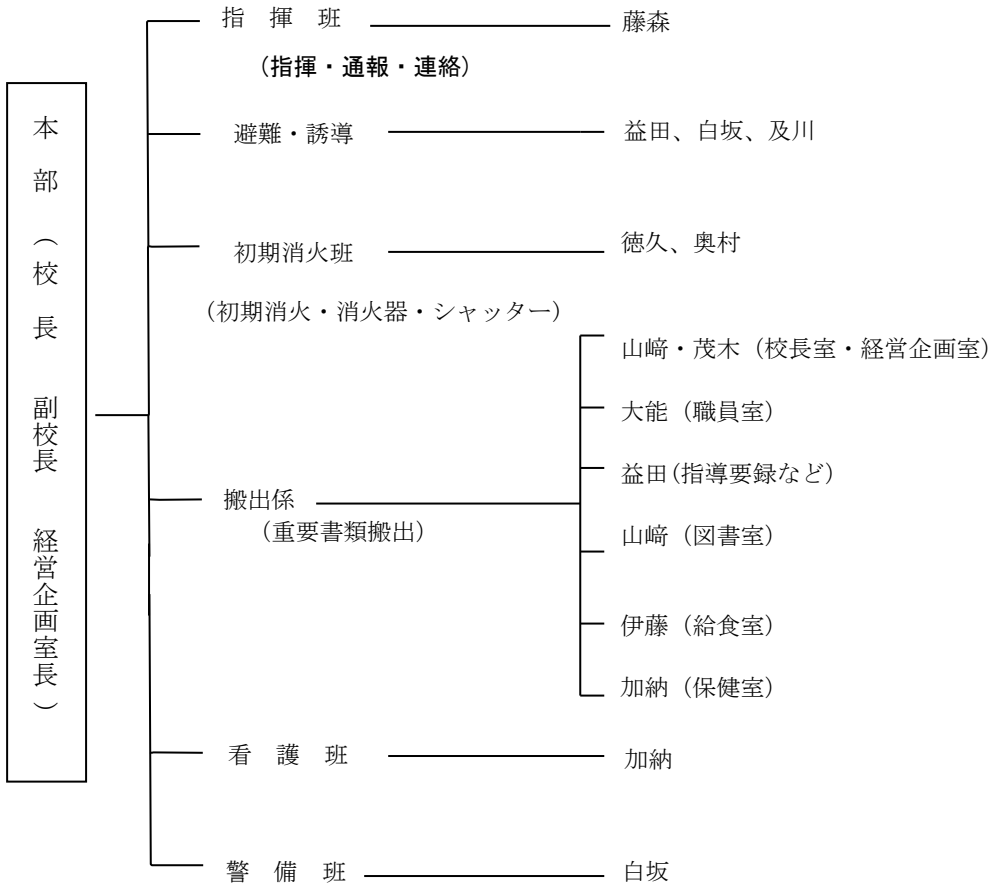 本部（校長　副校長　経営企画室長）
指　揮　班
藤森
（指揮・通報・連絡）
避難・誘導
益田、白坂、及川
初期消火班
徳久、奥村
（初期消火・消火器・シャッター）
搬出係
（重要書類搬出）
山﨑・茂木（校長室・経営企画室）
大能（職員室）
益田(指導要録など）
山﨑（図書室）
伊藤（給食室）
加納（保健室）
看　護　班
加納
警　備　班
白坂